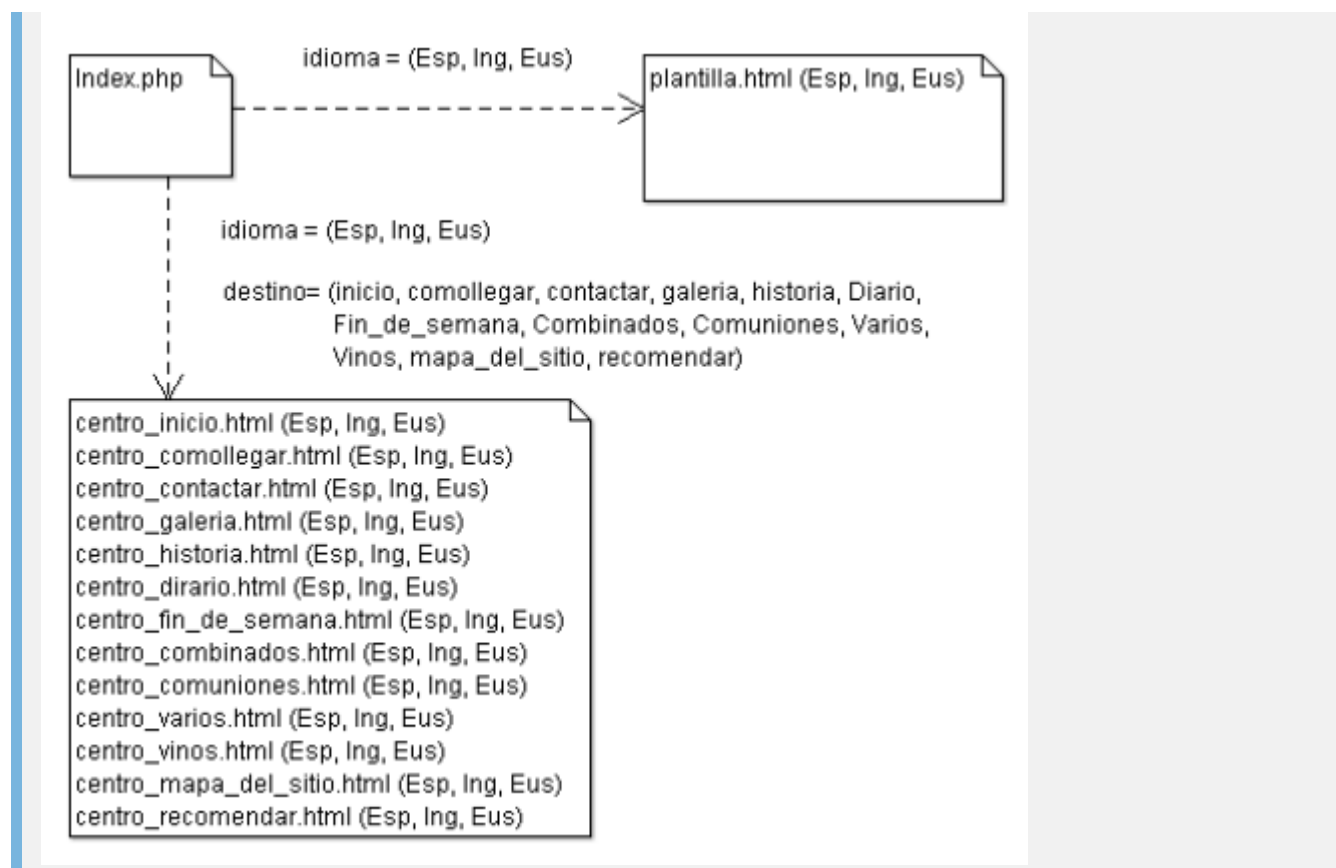 Index.php
idioma = (Esp, Ing, Eus)
plantilla.html (Esp, Ing, Eus)
idioma = (Esp, Ing, Eus)
destino= (inicio, comollegar, contactar, galeria, historia, Diario,
Fin_de_semana, Combinados, Comuniones, Varios,
Vinos, mapa_del_sitio, recomendar)
centro_inicio.html (Esp, Ing, Eus)
centro_comollegar.html (Esp, Ing, Eus)
centro_contactar.html (Esp, Ing, Eus)
centro_galeria.html (Esp, Ing, Eus)
centro_historia.html (Esp, Ing, Eus)
centro_dirario.html (Esp, Ing, Eus)
centro_fin_de_semana.html (Esp, Ing, Eus)
centro_combinados.html (Esp, Ing, Eus)
centro_comuniones.html (Esp, Ing, Eus)
centro_varios.html (Esp, Ing, Eus)
centro_vinos.html (Esp, Ing, Eus)
centro_mapa_del_sitio.html (Esp, Ing, Eus)
centro_recomendar.html (Esp, Ing, Eus)